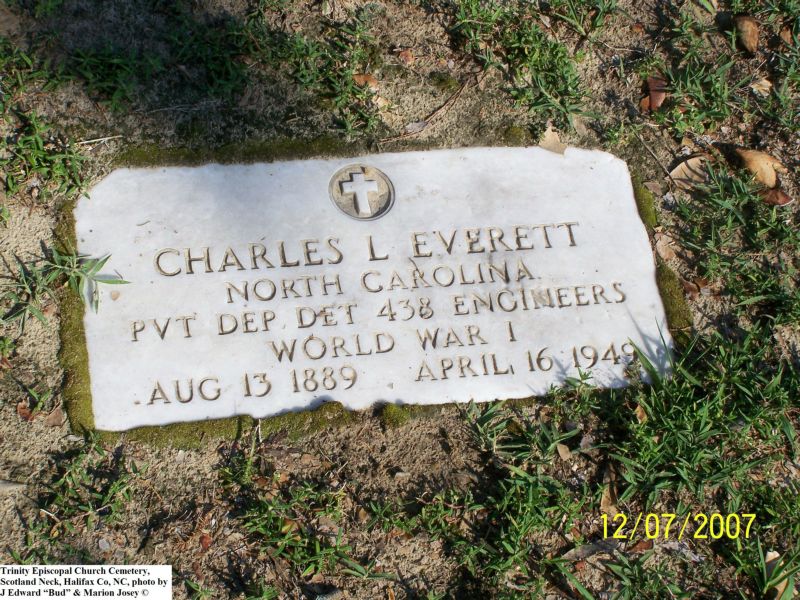 CHARLES L EVERETT
NORTH CAROLINA
PVT DEP DET 438 ENGINEERS
WORLD WAR I
AUG 13 1889 APRIL 16 1949
12/07/2007
Trinity Episcopal Church Cemetery,
Scotland Neck, Halifax Co, NC, photo by
J Edward “Bud” & Marion Josey ©